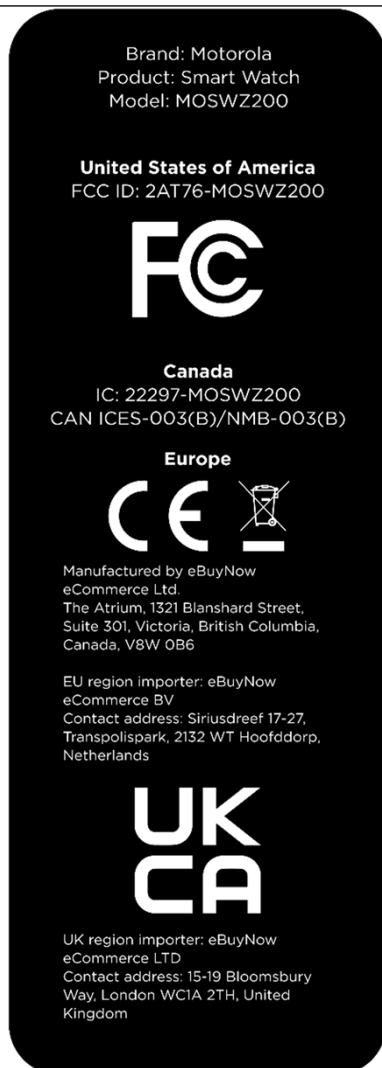 Brand: Motorola
Product: Smart Watch
Model: MOSWZ200
United States of America
FCC ID: 2AT76-MOSWZ200
FC
Canada
IC: 22297-MOSWZ200
CAN ICES-003(B)/NMB-003(B)
Europe
CE
Manufactured by eBuyNow
eCommerce Ltd.
The Atrium, 1321 Blanshard Street,
Suite 301, Victoria, British Columbia,
Canada, V8W 0B6
EU region importer: eBuyNow
eCommerce BV
Contact address: Siriusdreef 17-27,
Transpolispark, 2132 WT Hoofddorp,
Netherlands
UK
CA
UK region importer: eBuyNow
eCommerce LTD
Contact address: 15-19 Bloomsbury
Way, London WC1A 2TH, United
Kingdom